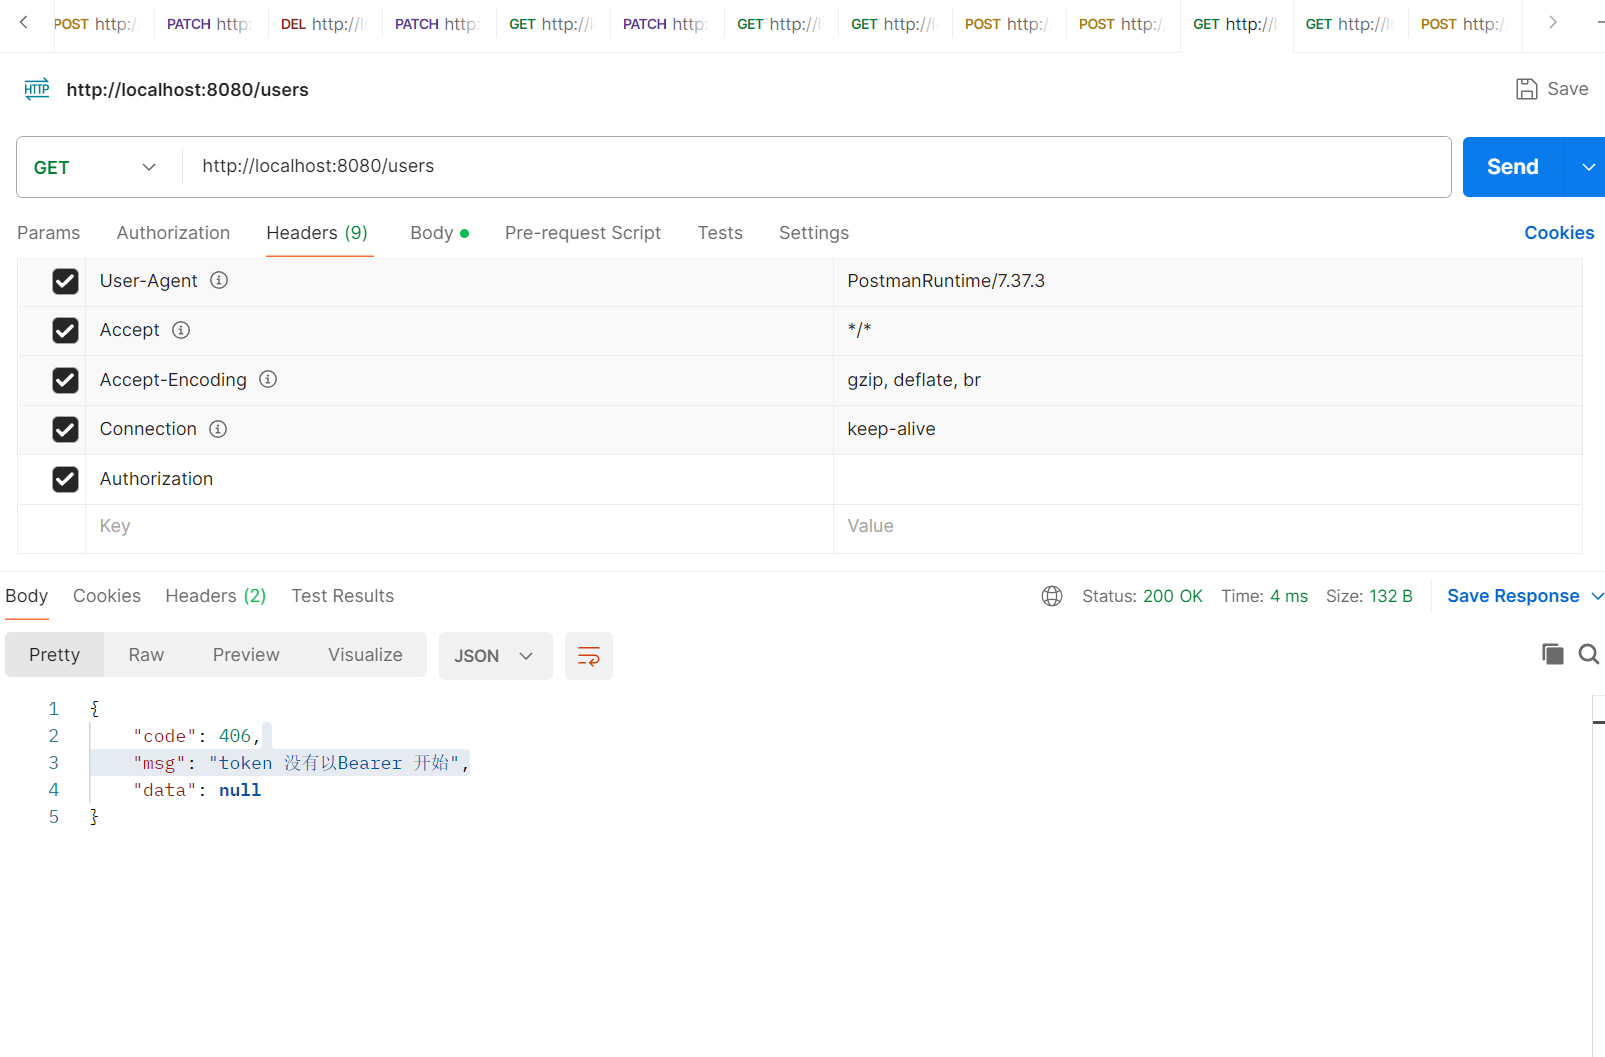 POST http:/ PATCH http: DEL http://l PATCH http: GET http://l PATCH http: GET http://l GET http://l POST http:/ POST http:/ GET http://l GET http://l POST http:/
HTTP http://localhost:8080/users Save
GET http://localhost:8080/users Send
Params Authorization Headers (9) Body Pre-request Script Tests Settings Cookies
User-Agent PostmanRuntime/7.37.3
Accept */*
Accept-Encoding gzip, deflate, br
Connection keep-alive
Authorization
Key Value
Body Cookies Headers (2) Test Results Status: 200 OK Time: 4 ms Size: 132 B Save Response
Pretty Raw Preview Visualize JSON
1 {
2 "code": 406,
3 "msg": "token 没有以Bearer 开始",
4 "data": null
5 }